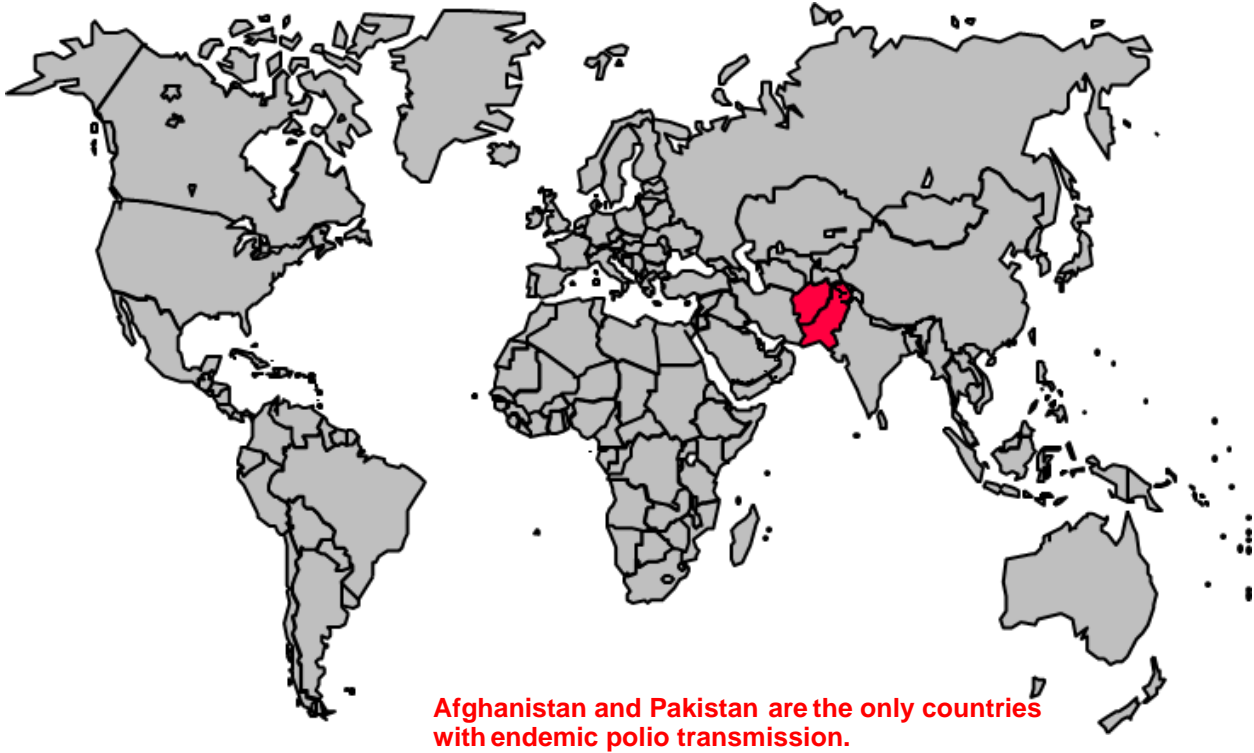 Afghanistan and Pakistan are the only countries
with endemic polio transmission.